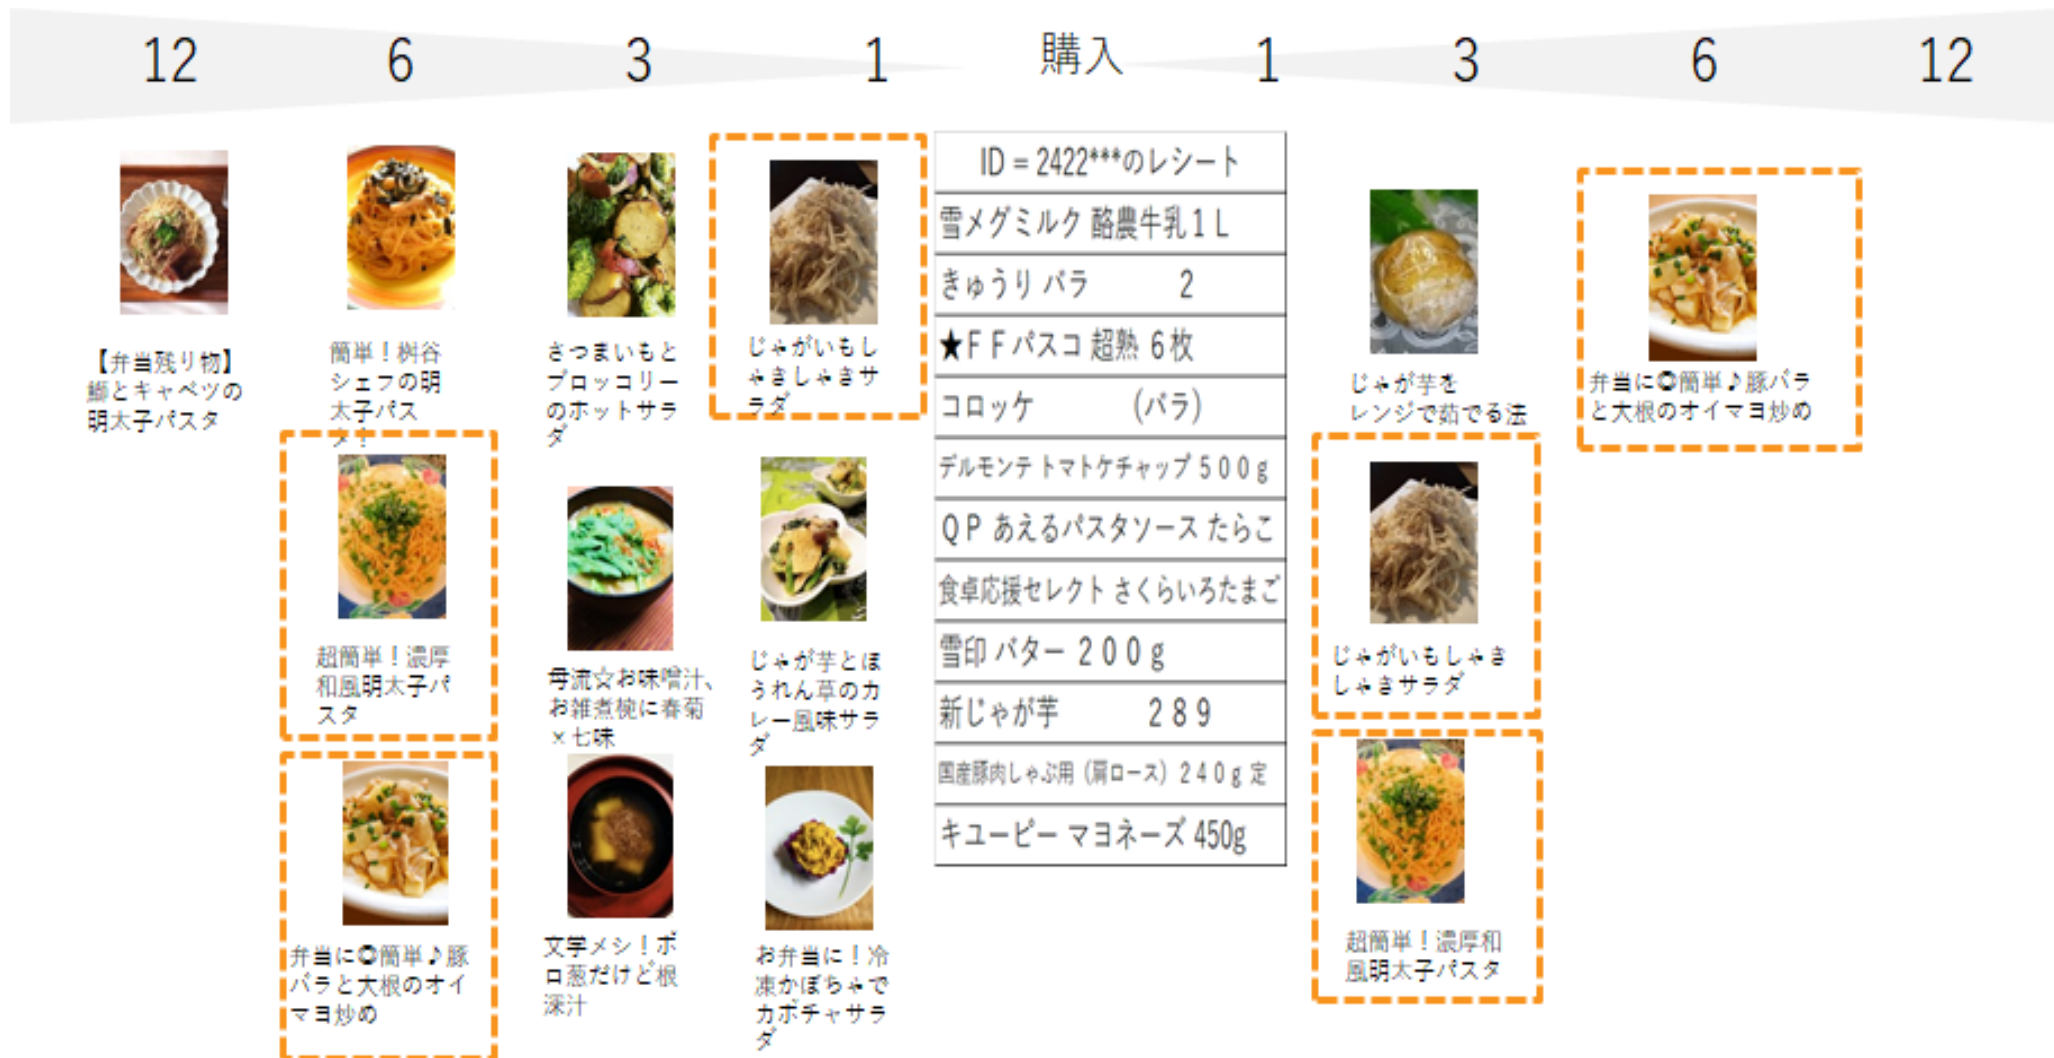 12
6
3
1
購入
1
3
6
12
【弁当残り物】
鰤とキャベツの
明太子パスタ
簡単！桝谷
シェフの明
太子パス
タ！
超簡単！濃厚
和風明太子パ
スタ
弁当に◎簡単♪豚
バラと大根のオイ
マヨ炒め
さつまいもと
ブロッコリー
のホットサラ
ダ
母流☆お味噌汁、
お雑煮椀に春菊
×七味
文学メシ！ボ
ロ葱だけど根
深汁
じゃがいもし
ゃきしゃきサ
ラダ
じゃが芋とほ
うれん草のカ
レー風味サラ
ダ
お弁当に！冷
凍かぼちゃで
カボチャサラ
ダ
ID = 2422***のレシート
雪メグミルク 酪農牛乳１Ｌ
きゅうり バラ　2
★ＦＦパスコ 超熟 ６枚
コロッケ　（バラ）
デルモンテ トマトケチャップ ５００ｇ
ＱＰ あえるパスタソース たらこ
食卓応援セレクト さくらいろたまご
雪印 バター ２００ｇ
新じゃが芋　２８９
国産豚肉しゃぶ用（肩ロース）２４０ｇ 定
キユーピー マヨネーズ 450g
じゃが芋を
レンジで茹でる法
じゃがいもしゃき
しゃきサラダ
超簡単！濃厚和
風明太子パスタ
弁当に◎簡単♪豚バラ
と大根のオイマヨ炒め